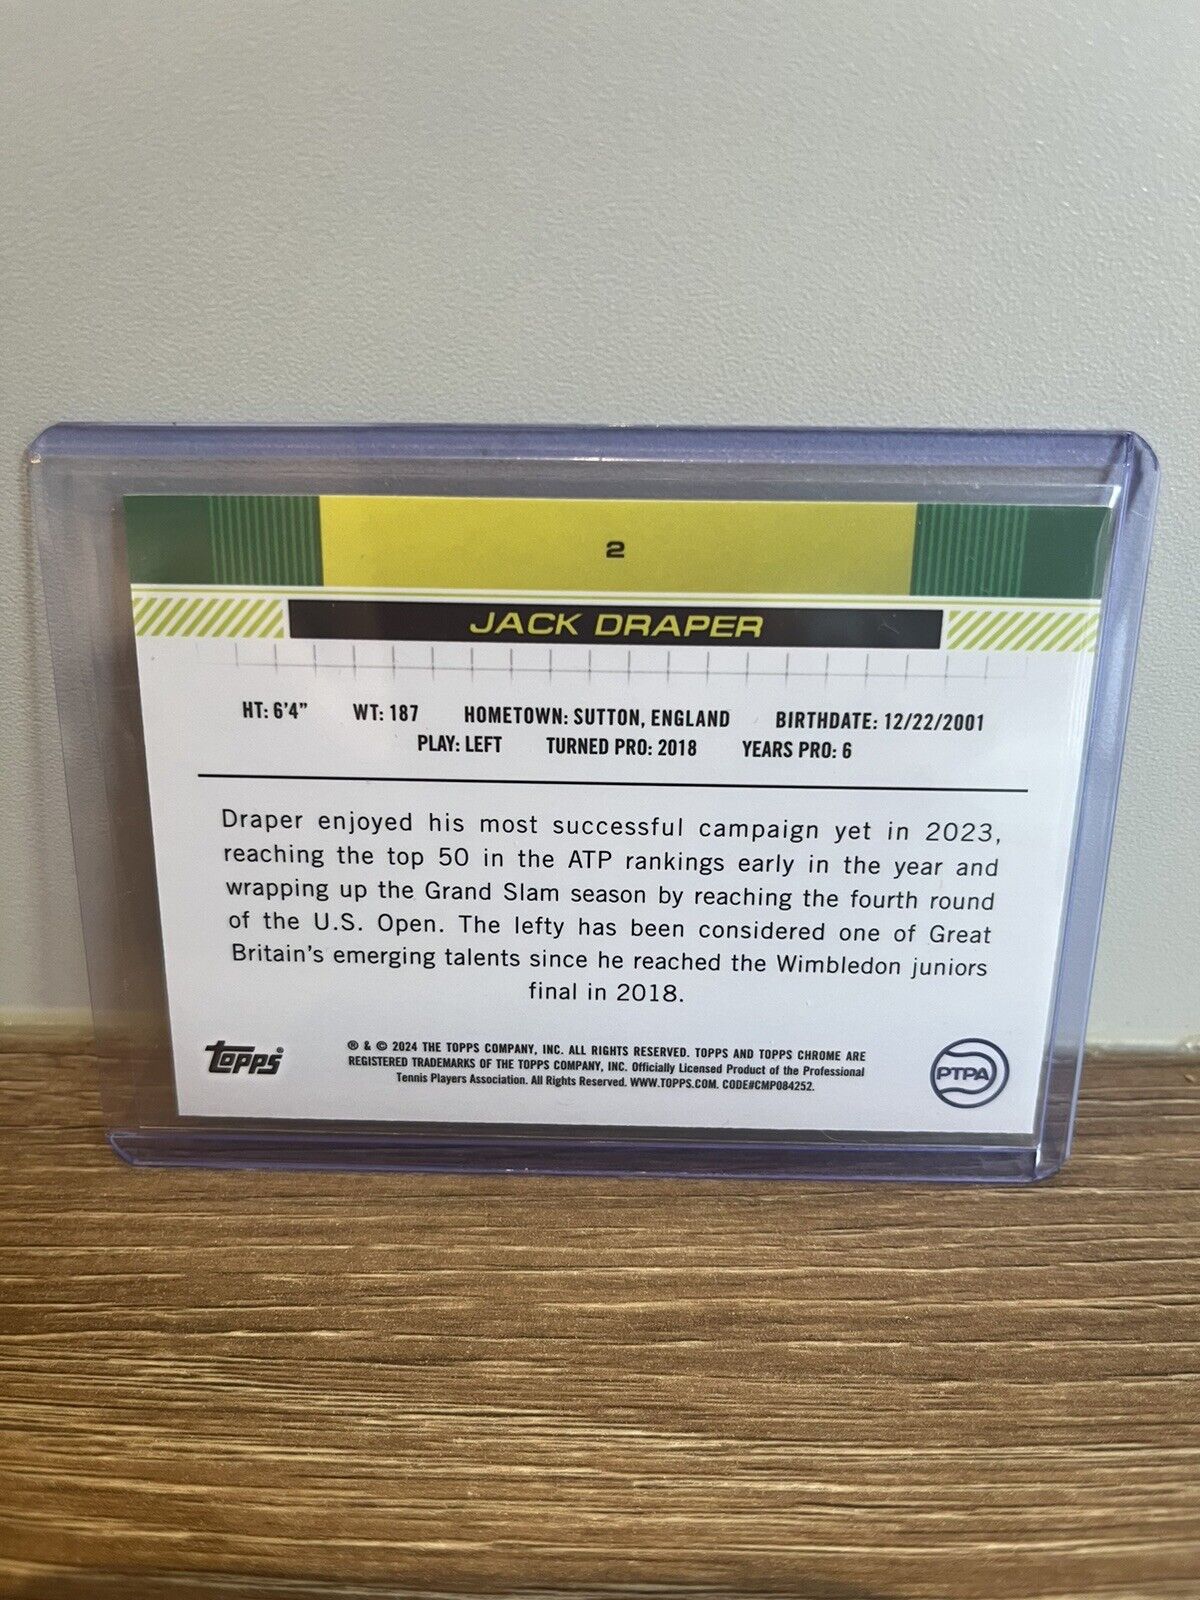 2
JACK DRAPER
HT: 6'4" WT: 187 HOMETOWN: SUTTON, ENGLAND BIRTHDATE: 12/22/2001
PLAY: LEFT TURNED PRO: 2018 YEARS PRO: 6
Draper enjoyed his most successful campaign yet in 2023,
reaching the top 50 in the ATP rankings early in the year and
wrapping up the Grand Slam season by reaching the fourth round
of the U.S. Open. The lefty has been considered one of Great
Britain's emerging talents since he reached the Wimbledon juniors
final in 2018.
topps®
® & © 2024 THE TOPPS COMPANY, INC. ALL RIGHTS RESERVED. TOPPS AND TOPPS CHROME ARE
REGISTERED TRADEMARKS OF THE TOPPS COMPANY, INC. Officially Licensed Product of the Professional
Tennis Players Association. All Rights Reserved. WWW.TOPPS.COM. CODE#CMP084252.
PTPA